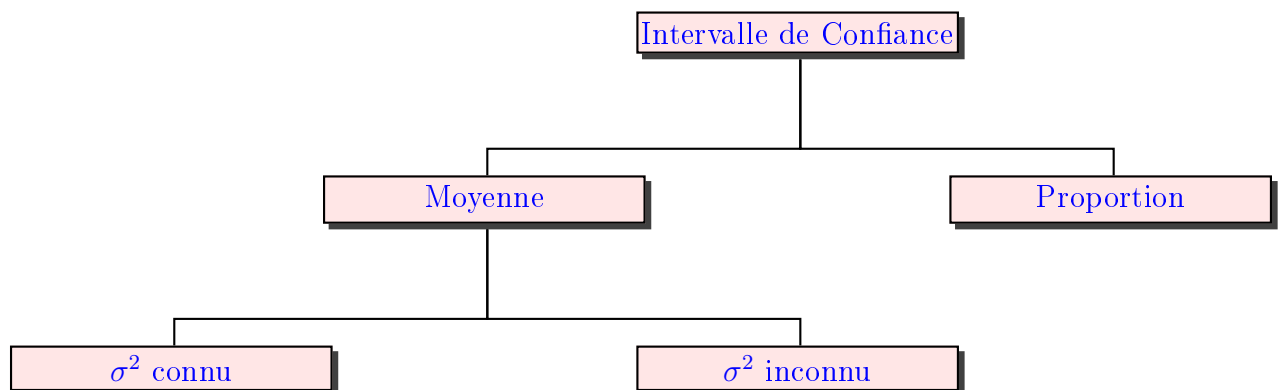 Intervalle de Confiance
Moyenne
Proportion
σ² connu
σ² inconnu